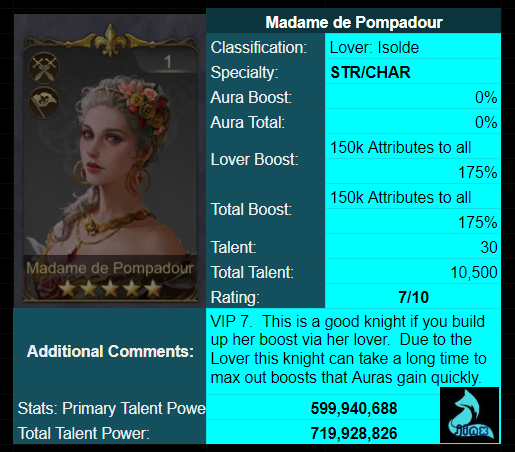 Madame de Pompadour
1
Madame de Pompadour
Classification: Lover: Isolde
Specialty: STR/CHAR
Aura Boost: 0%
Aura Total: 0%
Lover Boost: 150k Attributes to all
175%
Total Boost: 150k Attributes to all
175%
Talent: 30
Total Talent: 10,500
Rating: 7/10
Additional Comments:
VIP 7. This is a good knight if you build
up her boost via her lover. Due to the
Lover this knight can take a long time to
max out boosts that Auras gain quickly.
Stats: Primary Talent Powe 599,940,688
Total Talent Power: 719,928,826